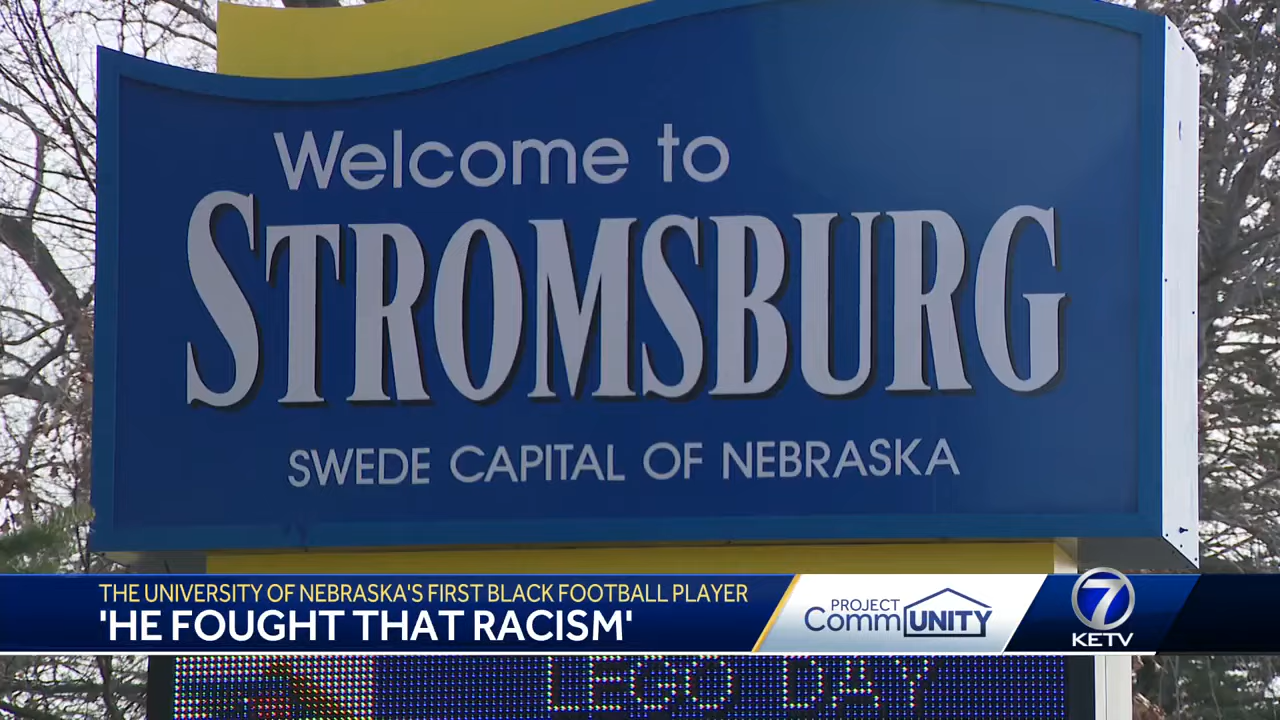 Welcome to
STROMSBURG
SWEDE CAPITAL OF NEBRASKA
THE UNIVERSITY OF NEBRASKA'S FIRST BLACK FOOTBALL PLAYER
'HE FOUGHT THAT RACISM'
PROJECT
CommUNITY
7
KETV
LEGO DAY